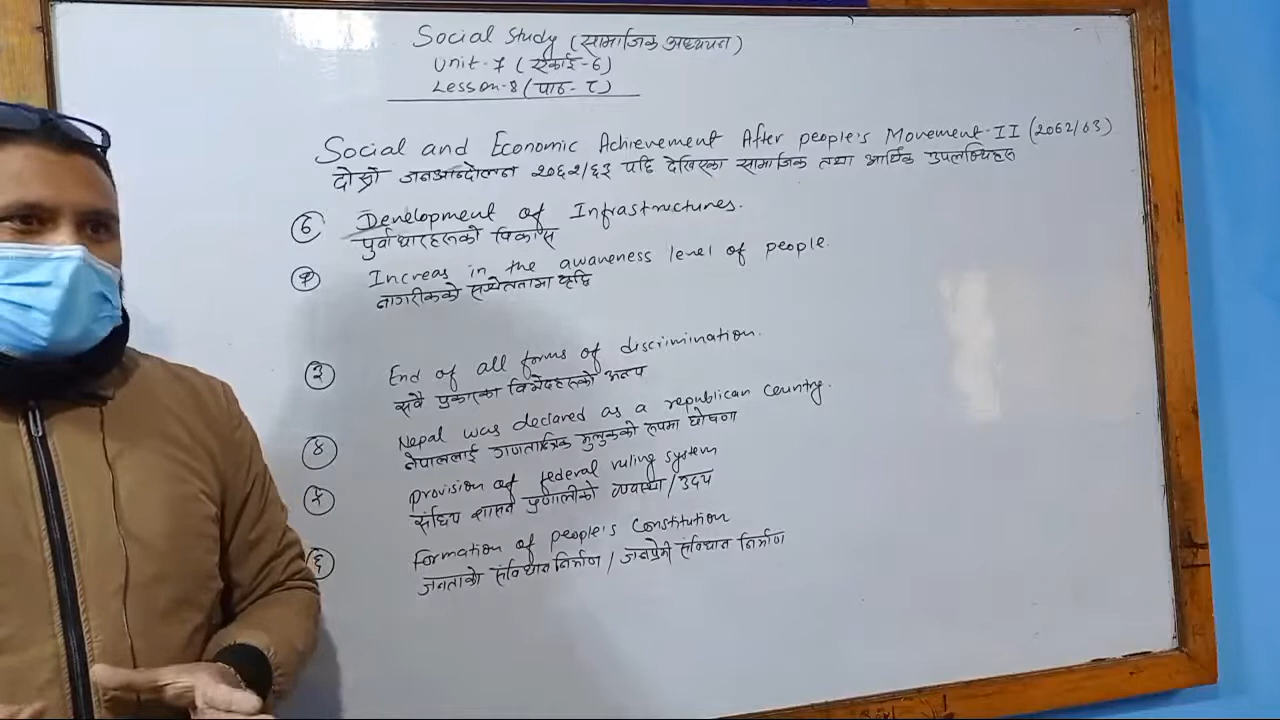 Social Study (सामाजिक अध्ययन)
Unit-7 (एकाई-6)
Lesson-8 (पाठ-८)
Social and Economic Achievement After people's Movement-II (2062/63)
दोस्रो जनआन्दोलन २०६२/६३ पछि देखिएका सामाजिक तथा आर्थिक उपलब्धिहरु
⑥ Development of Infrastructures.
पुर्वाधारहरुको विकास
Increas in the awareness level of people.
नागरीकको सचेतनामा वृद्धि
③ End of all forms of discrimination.
सवै प्रकारका विभेदहरुको अन्त्य
④ Nepal was declared as a republican country.
नेपाललाई गणतान्त्रिक मुलुकको रुपमा घोषणा
provision of federal ruling system
संघिय शासन प्रणालीको व्यवस्था / उदय
Formation of people's Constitution
जनताको संविधान निर्माण / जनप्रेमी संविधान निर्माण